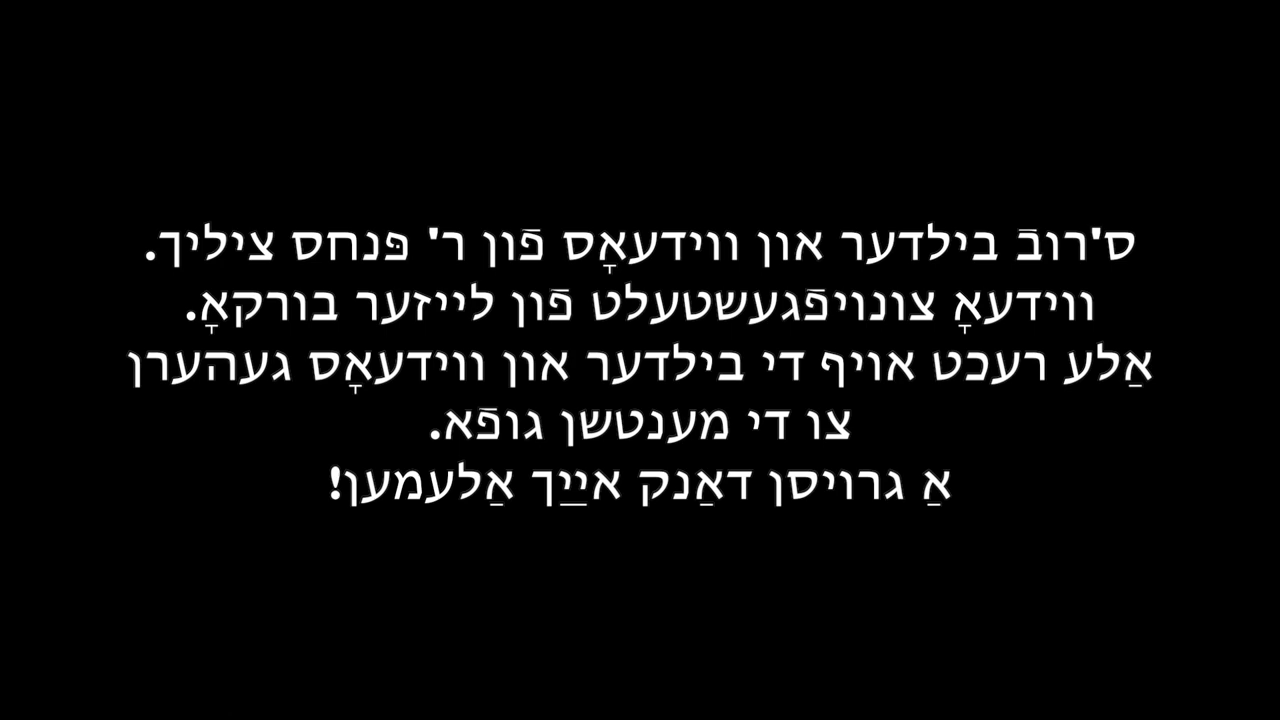 ס'רובֿ בילדער און ווידעאָס פֿון ר' פּנחס ציליך.
ווידעאָ צונויפֿגעשטעלט פֿון לייזער בורקאָ.
אַלע רעכט אויף די בילדער און ווידעאָס געהערן
צו די מענטשן גופֿא.
אַ גרויסן דאַנק אײַך אַלעמען!